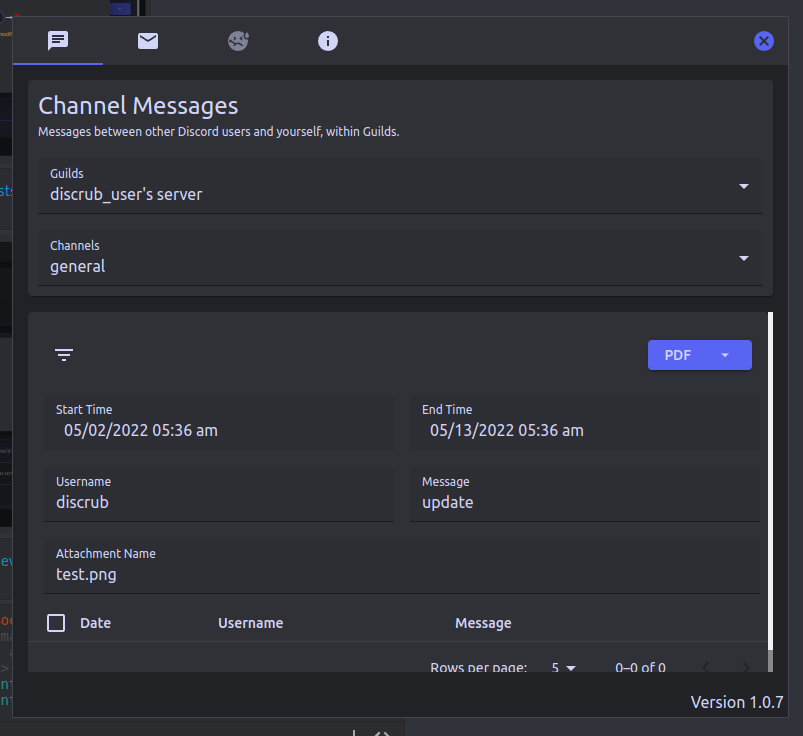 Channel Messages
Messages between other Discord users and yourself, within Guilds.
Guilds
discrub_user's server
Channels
general
PDF
Start Time
05/02/2022 05:36 am
End Time
05/13/2022 05:36 am
Username
discrub
Message
update
Attachment Name
test.png
Date Username Message
Rows per page: 5 0–0 of 0
Version 1.0.7